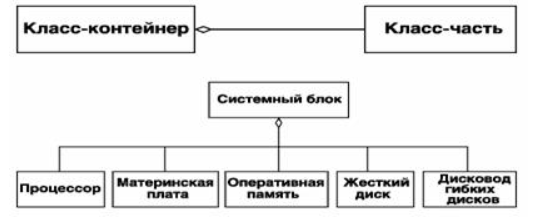 Класс-контейнер
Класс-часть
Системный блок
Процессор
Материнская
плата
Оперативная
память
Жесткий
диск
Дисковод
гибких
дисков